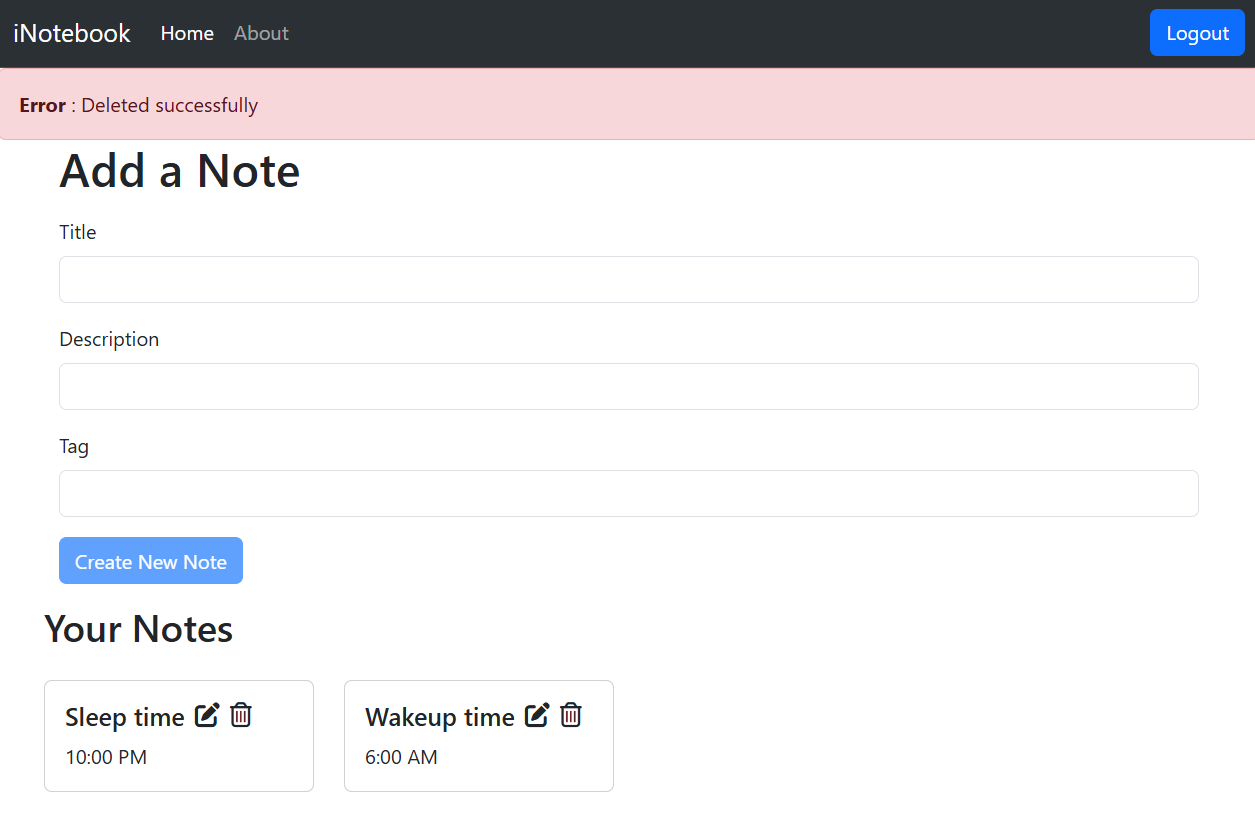 iNotebook Home About Logout
Error : Deleted successfully
Add a Note
Title
Description
Tag
Create New Note
Your Notes
Sleep time
10:00 PM
Wakeup time
6:00 AM